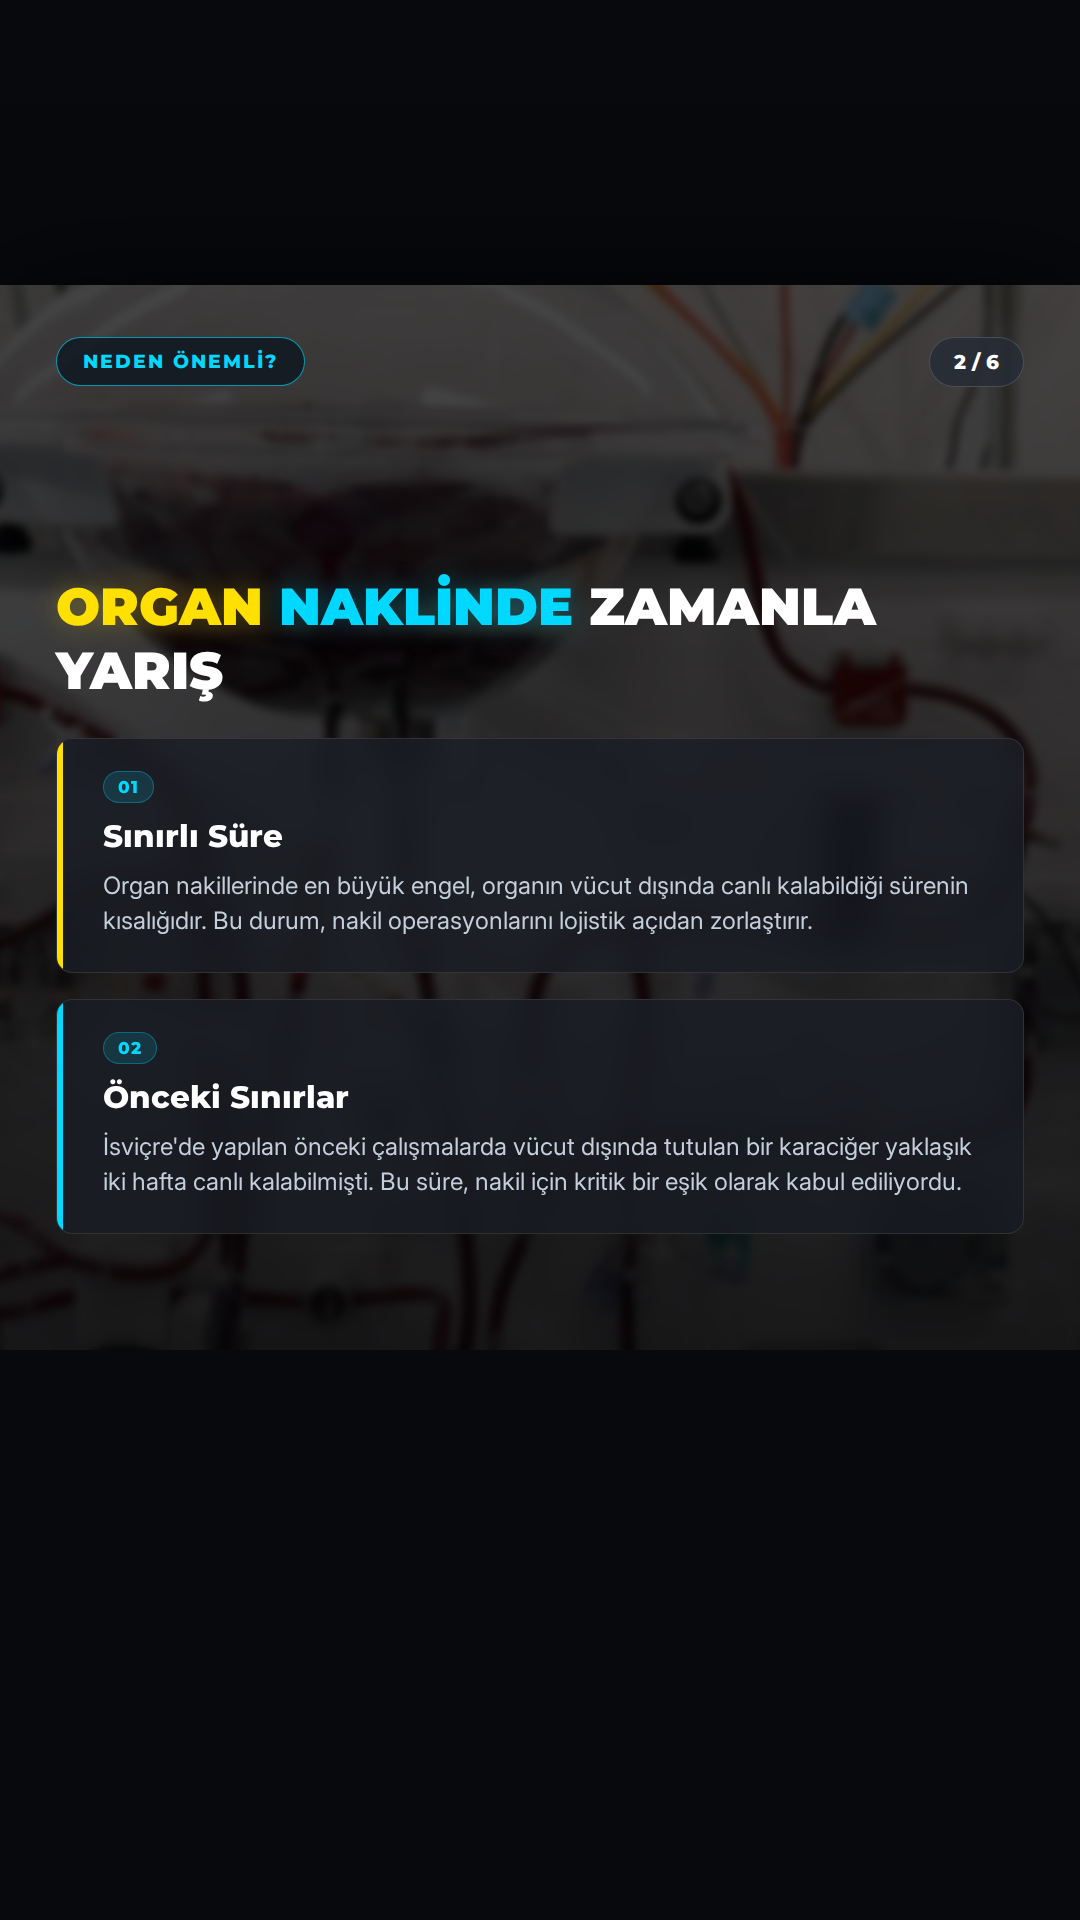 NEDEN ÖNEMLİ?
2 / 6
ORGAN NAKLİNDE ZAMANLA
YARIŞ
01
Sınırlı Süre
Organ nakillerinde en büyük engel, organın vücut dışında canlı kalabildiği sürenin
kısalığıdır. Bu durum, nakil operasyonlarını lojistik açıdan zorlaştırır.
02
Önceki Sınırlar
İsviçre'de yapılan önceki çalışmalarda vücut dışında tutulan bir karaciğer yaklaşık
iki hafta canlı kalabilmişti. Bu süre, nakil için kritik bir eşik olarak kabul ediliyordu.